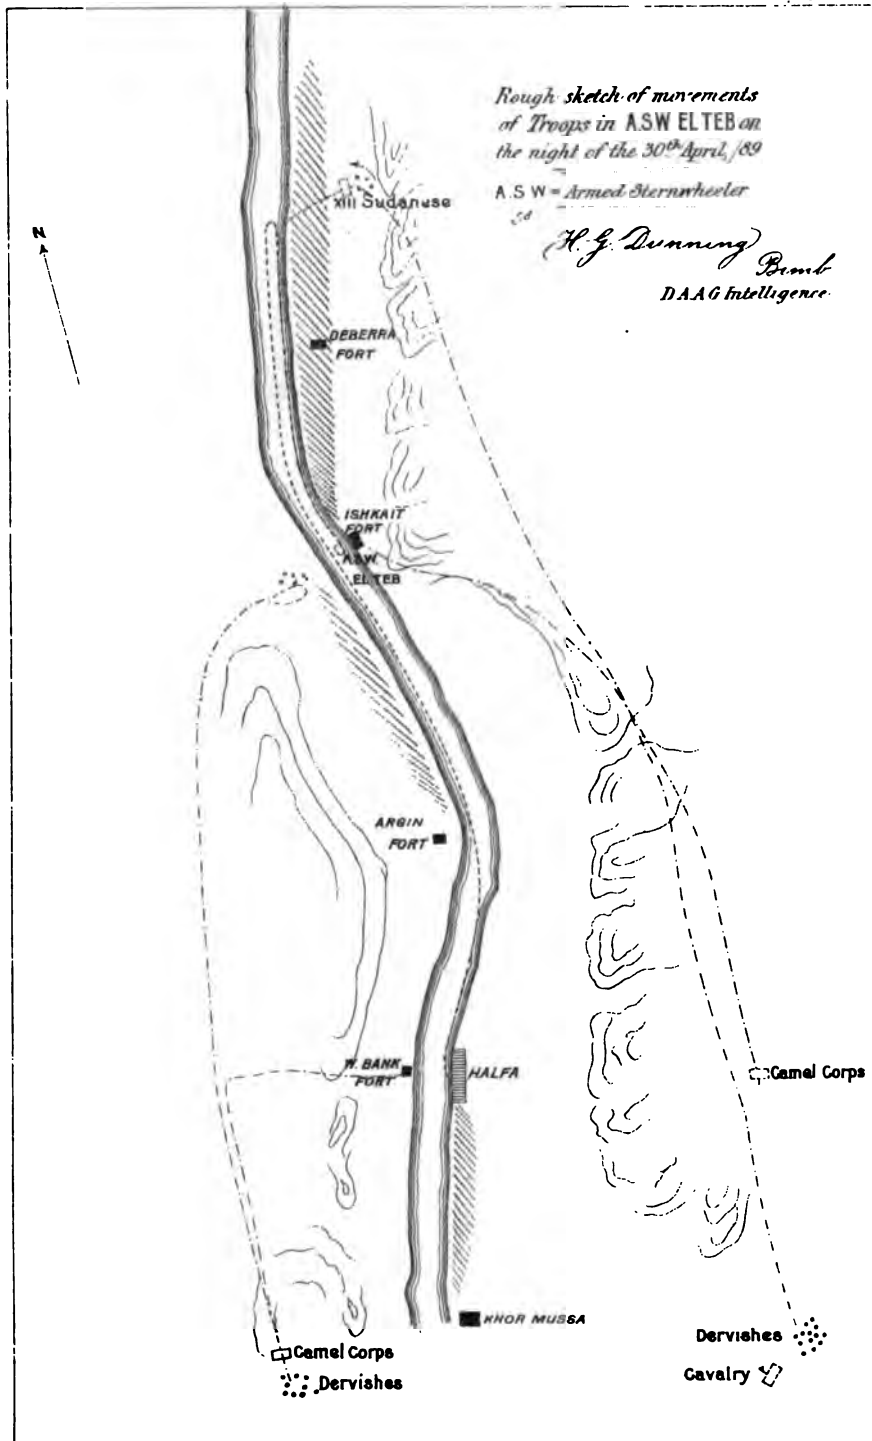 Rough sketch of movements
of Troops in A.S.W EL TEB on
the night of the 30th April, /89
A.S.W = Armed Sternwheeler
Sd
(H. G. Dunning)
Bimb
DAAG Intelligence.
N
XIII Sudanese
DEBERRA
FORT
ISHKAIT
FORT
A.S.W.
EL TEB
ARGIN
FORT
W. BANK
FORT
HALFA
Camel Corps
KHOR MUSSA
Camel Corps
Dervishes
Dervishes
Cavalry